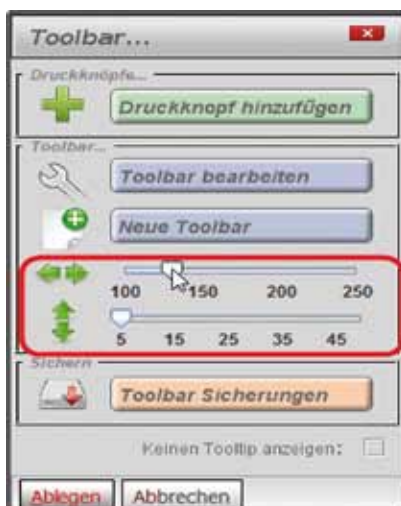 Toolbar...
Druckknöpfe...
Druckknopf hinzufügen
Toolbar...
Toolbar bearbeiten
Neue Toolbar
100 150 200 250
5 15 25 35 45
Sichern
Toolbar Sicherungen
Keinen Tooltip anzeigen:
Ablegen Abbrechen